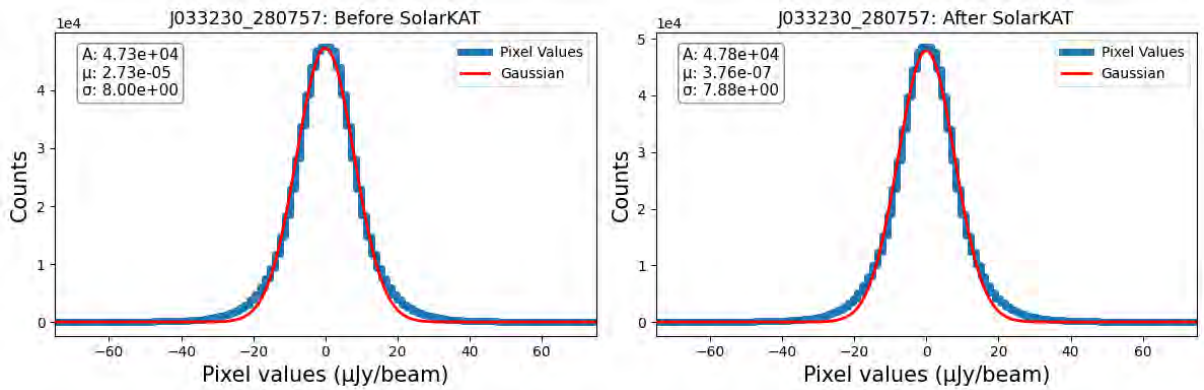 J033230_280757: Before SolarKAT
1e4
A: 4.73e+04
μ: 2.73e-05
σ: 8.00e+00
Pixel Values
Gaussian
4
3
2
1
0
Counts
−60 −40 −20 0 20 40 60
Pixel values (μJy/beam)
J033230_280757: After SolarKAT
1e4
A: 4.78e+04
μ: 3.76e-07
σ: 7.88e+00
Pixel Values
Gaussian
5
4
3
2
1
0
Counts
−60 −40 −20 0 20 40 60
Pixel values (μJy/beam)